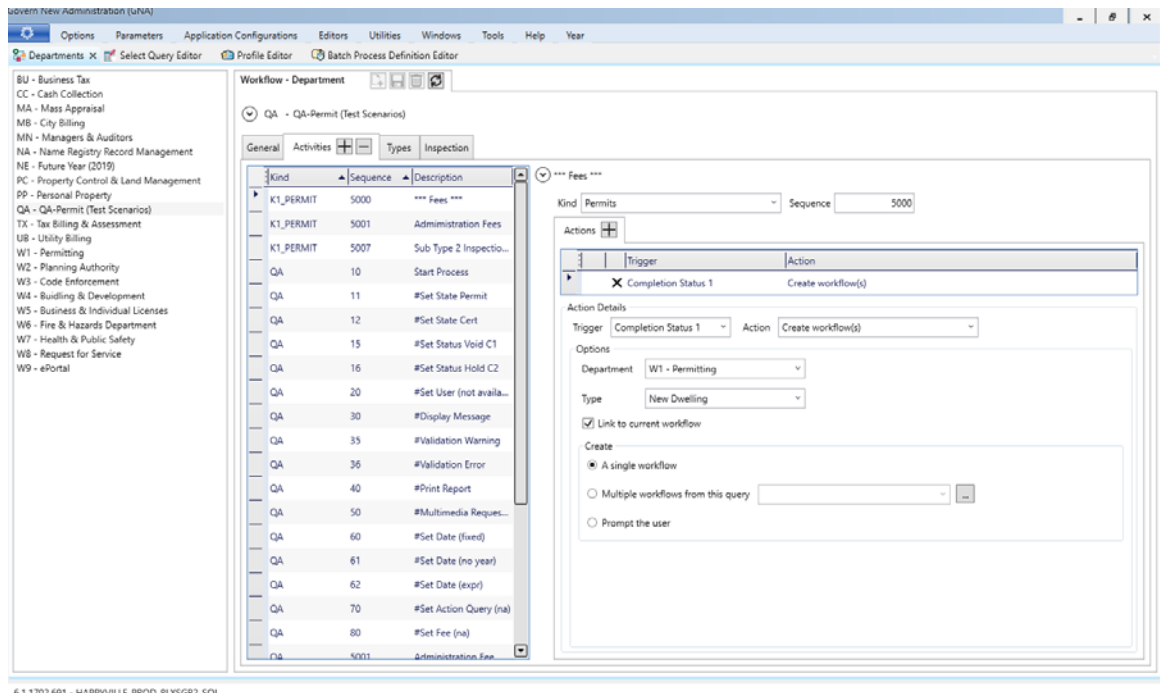 Govern New Administration (GNA)
Options Parameters Application Configurations Editors Utilities Windows Tools Help Year
Departments Select Query Editor Profile Editor Batch Process Definition Editor
BU - Business Tax
CC - Cash Collection
MA - Mass Appraisal
MB - City Billing
MN - Managers & Auditors
NA - Name Registry Record Management
NE - Future Year (2019)
PC - Property Control & Land Management
PP - Personal Property
QA - QA-Permit (Test Scenarios)
TX - Tax Billing & Assessment
UB - Utility Billing
W1 - Permitting
W2 - Planning Authority
W3 - Code Enforcement
W4 - Buidling & Development
W5 - Business & Individual Licenses
W6 - Fire & Hazards Department
W7 - Health & Public Safety
W8 - Request for Service
W9 - ePortal
Workflow - Department
QA - QA-Permit (Test Scenarios)
General Activities Types Inspection
Kind Sequence Description
K1_PERMIT 5000 *** Fees ***
K1_PERMIT 5001 Admimistration Fees
K1_PERMIT 5007 Sub Type 2 Inspectio...
QA 10 Start Process
QA 11 #Set State Permit
QA 12 #Set State Cert
QA 15 #Set Status Void C1
QA 16 #Set Status Hold C2
QA 20 #Set User (not availa...
QA 30 #Display Message
QA 35 #Validation Warning
QA 36 #Validation Error
QA 40 #Print Report
QA 50 #Multimedia Reques...
QA 60 #Set Date (fixed)
QA 61 #Set Date (no year)
QA 62 #Set Date (expr)
QA 70 #Set Action Query (na)
QA 80 #Set Fee (na)
QA 5001 Administration Fee
*** Fees ***
Kind Permits Sequence 5000
Actions
Trigger Action
Completion Status 1 Create workflow(s)
Action Details
Trigger Completion Status 1 Action Create workflow(s)
Options
Department W1 - Permitting
Type New Dwelling
Link to current workflow
Create
A single workflow
Multiple workflows from this query ...
Prompt the user